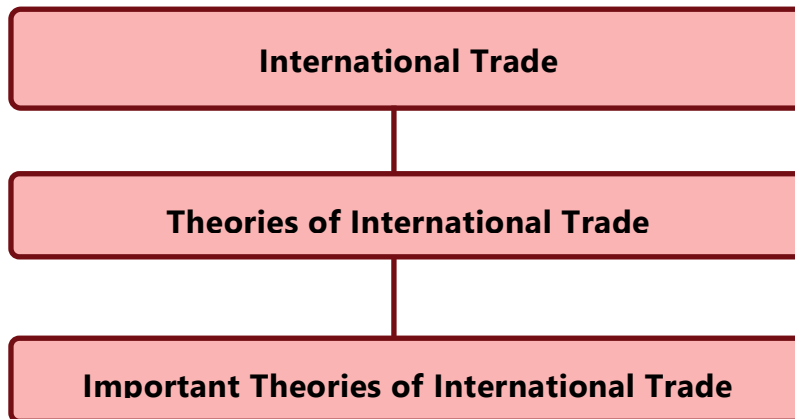 International Trade
Theories of International Trade
Important Theories of International Trade